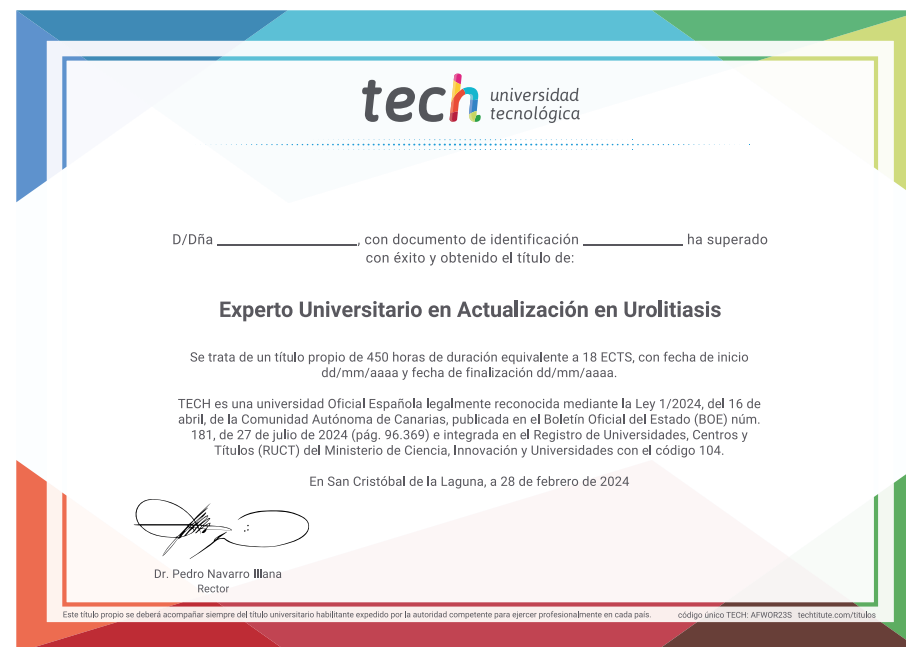 tech universidad
tecnológica
D/Dña ____________________, con documento de identificación ______________ ha superado
con éxito y obtenido el título de:
Experto Universitario en Actualización en Urolitiasis
Se trata de un título propio de 450 horas de duración equivalente a 18 ECTS, con fecha de inicio
dd/mm/aaaa y fecha de finalización dd/mm/aaaa.
TECH es una universidad Oficial Española legalmente reconocida mediante la Ley 1/2024, del 16 de
abril, de la Comunidad Autónoma de Canarias, publicada en el Boletín Oficial del Estado (BOE) núm.
181, de 27 de julio de 2024 (pág. 96.369) e integrada en el Registro de Universidades, Centros y
Títulos (RUCT) del Ministerio de Ciencia, Innovación y Universidades con el código 104.
En San Cristóbal de la Laguna, a 28 de febrero de 2024
Dr. Pedro Navarro Illana
Rector
Este título propio se deberá acompañar siempre del título universitario habilitante expedido por la autoridad competente para ejercer profesionalmente en cada país. código único TECH: AFWOR23S techtitute.com/titulos